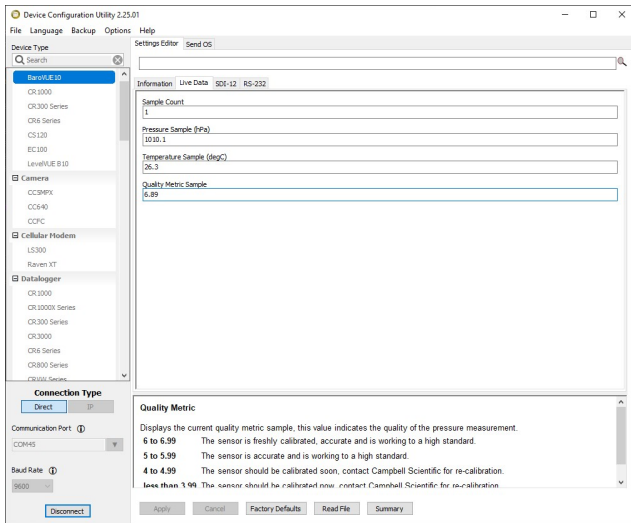 Device Configuration Utility 2.25.01
File Language Backup Options Help
Device Type
Search
BaroVUE10
CR1000
CR300 Series
CR6 Series
CS120
EC100
LevelVUE B10
Camera
CC5MPX
CC640
CCFC
Cellular Modem
LS300
Raven XT
Datalogger
CR1000
CR1000X Series
CR300 Series
CR3000
CR6 Series
CR800 Series
CRVW Series
Connection Type
Direct IP
Communication Port
COM45
Baud Rate
9600
Disconnect
Settings Editor Send OS
Information Live Data SDI-12 RS-232
Sample Count
1
Pressure Sample (hPa)
1010.1
Temperature Sample (degC)
26.3
Quality Metric Sample
6.89
Quality Metric
Displays the current quality metric sample, this value indicates the quality of the pressure measurement.
6 to 6.99 The sensor is freshly calibrated, accurate and is working to a high standard.
5 to 5.99 The sensor is accurate and is working to a high standard.
4 to 4.99 The sensor should be calibrated soon, contact Campbell Scientific for re-calibration.
less than 3.99 The sensor should be calibrated now, contact Campbell Scientific for re-calibration.
Apply Cancel Factory Defaults Read File Summary